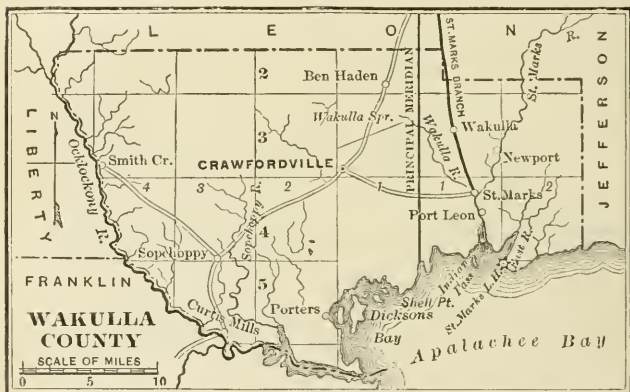 L E O N
JEFFERSON
LIBERTY
FRANKLIN
2
3
4
5
4 3 2 1 1 2
N
Ben Haden
PRINCIPAL MERIDIAN
ST. MARKS BRANCH
St. Marks R.
Wakulla Spr.
Wakulla R.
Wakulla
Newport
Ocklockony R.
Smith Cr.
CRAWFORDVILLE
St. Marks
Port Leon
Sopchoppy R.
Sopchoppy
Indian Pass
St. Marks L.H.
East R.
Shell Pt.
Curtis Mills
Porters
Dicksons Bay
Apalachee Bay
WAKULLA
COUNTY
SCALE OF MILES
5 10